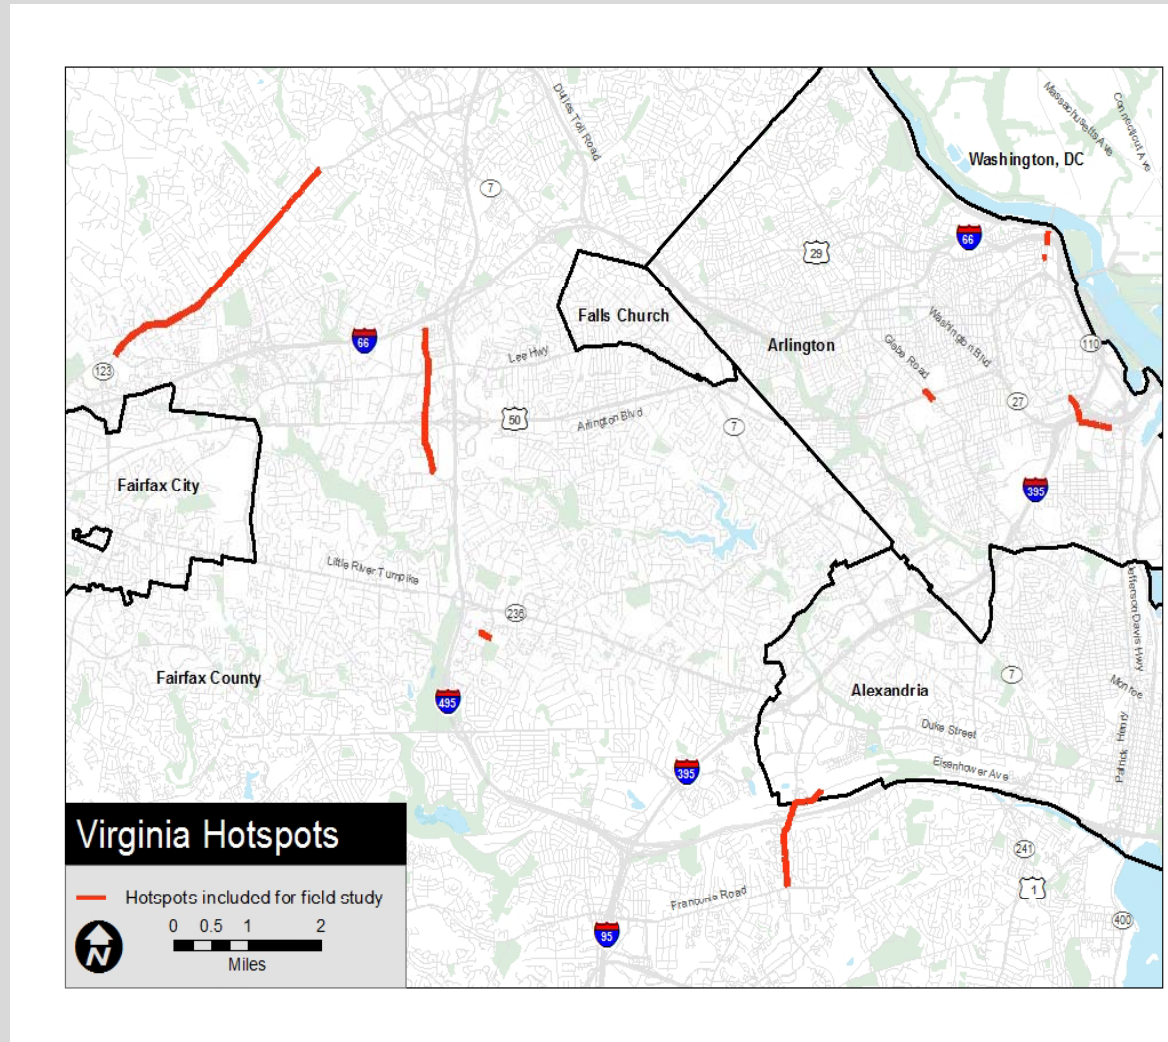 Dulles Toll Road
Massachusetts Ave
Connecticut Ave
Washington, DC
7
66
29
Falls Church
Arlington
Washington Blvd
Globe Road
110
66
Lee Hwy
123
50
Arlington Blvd
7
27
Fairfax City
395
Little River Turnpike
236
Jefferson Davis Hwy
Fairfax County
495
7
Monroe
Alexandria
Duke Street
Patrick Henry
Eisenhower Ave
395
241
1
Franconia Road
400
95
Virginia Hotspots
Hotspots included for field study
0 0.5 1 2
Miles
N